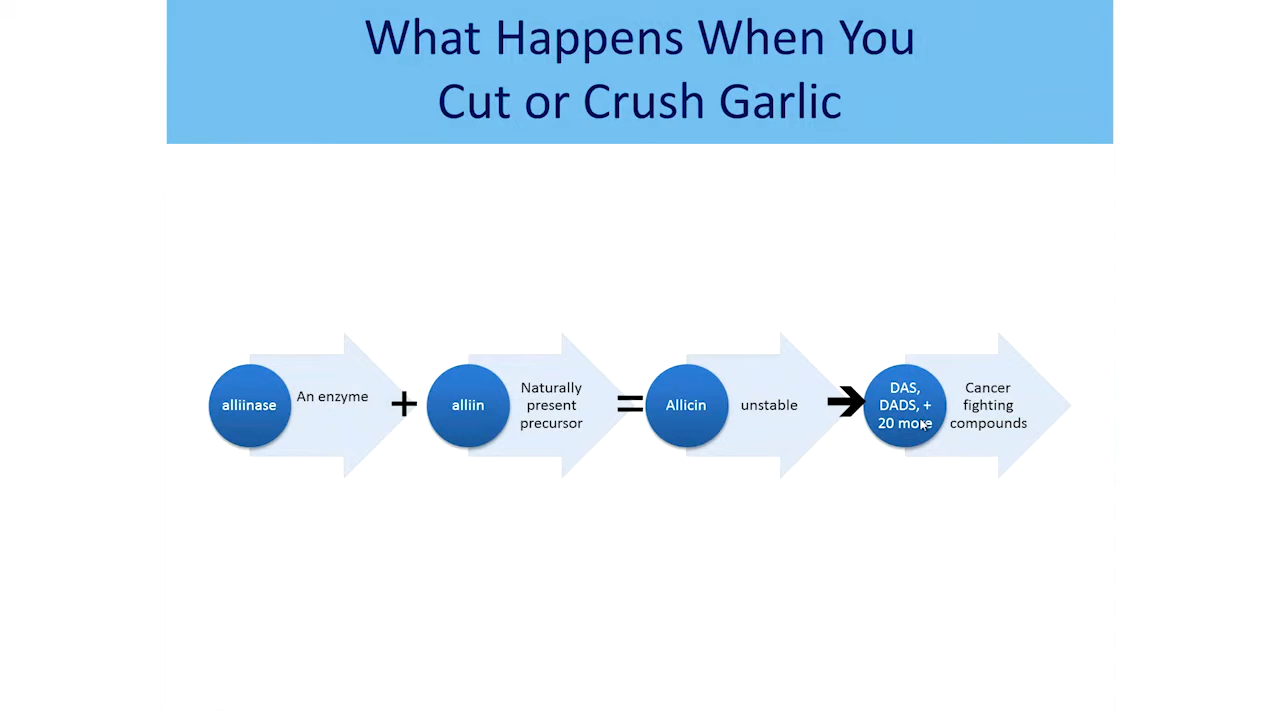 What Happens When You
Cut or Crush Garlic
alliinase
An enzyme
+
alliin
Naturally
present
precursor
=
Allicin
unstable
➔
DAS,
DADS, +
20 more
Cancer
fighting
compounds